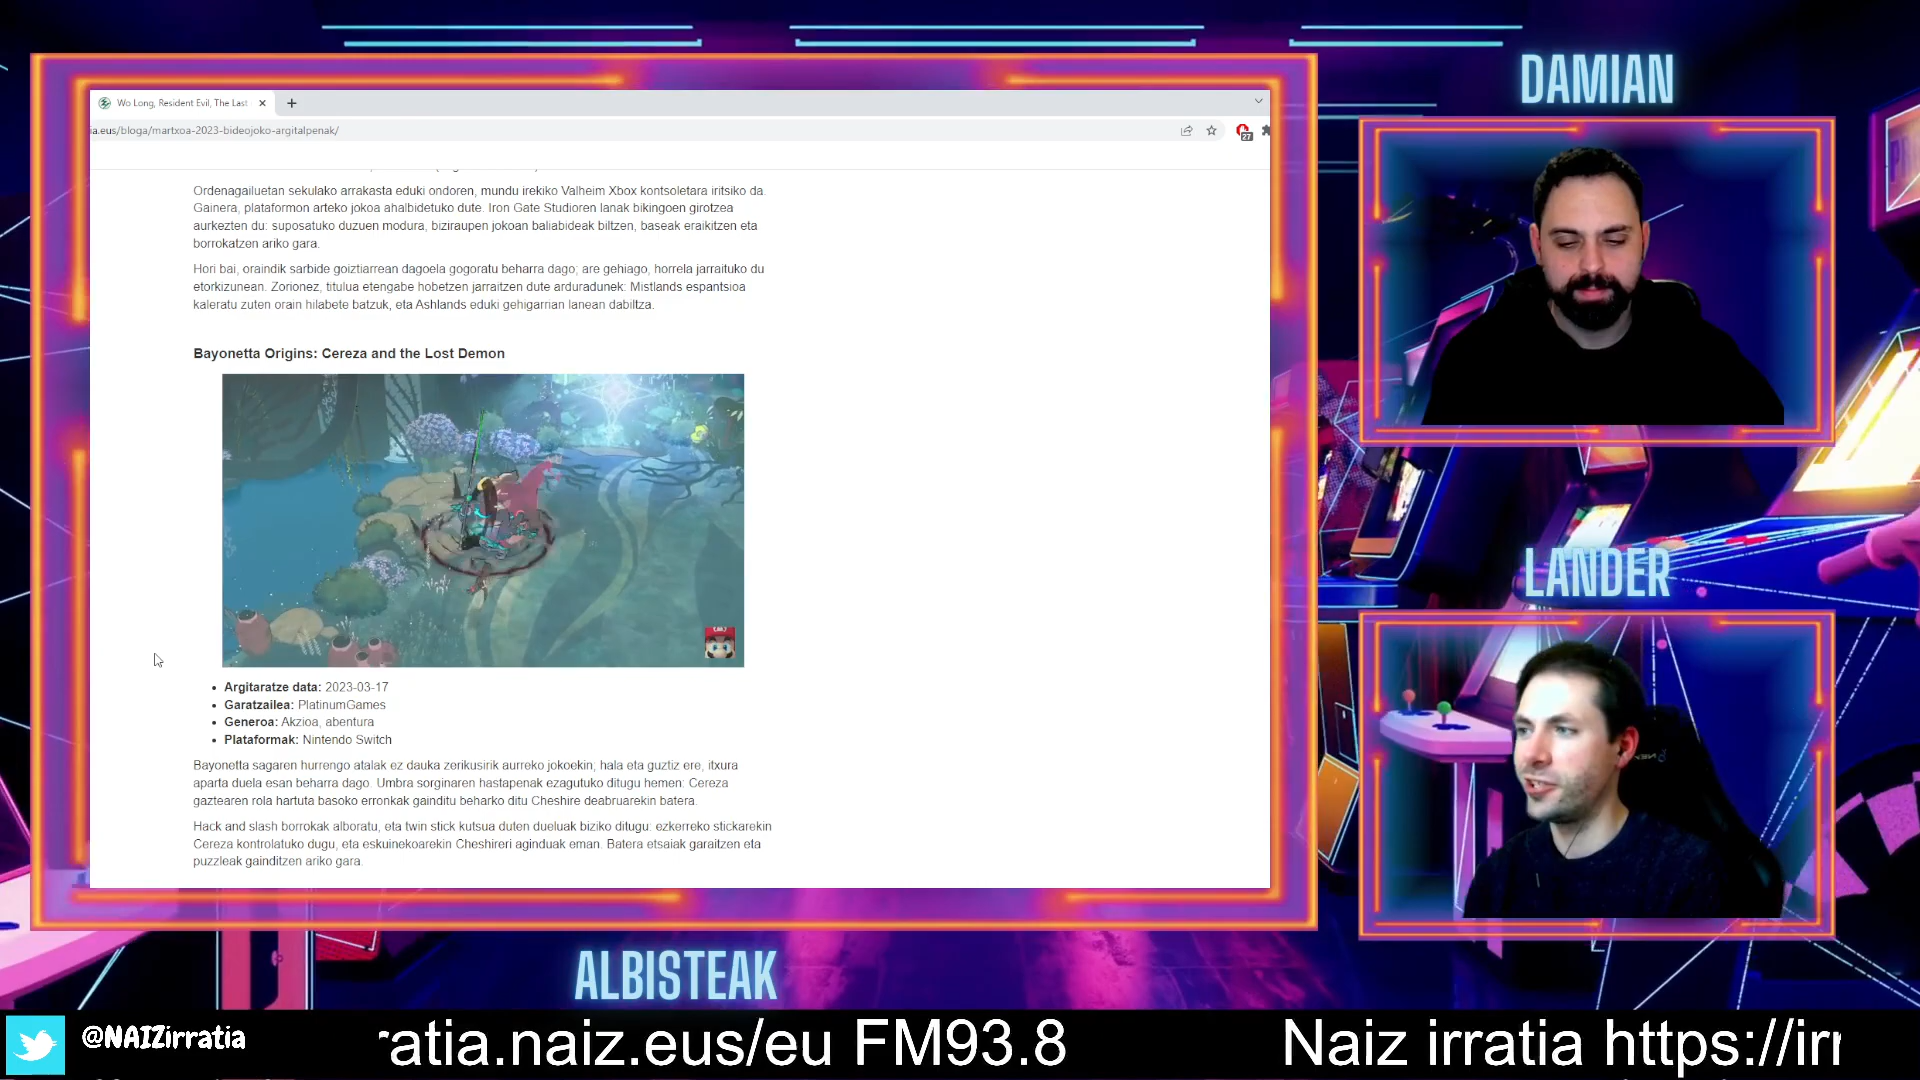 DAMIAN
Wo Long, Resident Evil, The Last
ia.eus/bloga/martxoa-2023-bideojoko-argitalpenak/
27
Ordenagailuetan sekulako arrakasta eduki ondoren, mundu irekiko Valheim Xbox kontsoletara iritsiko da.
Gainera, plataformon arteko jokoa ahalbidetuko dute. Iron Gate Studioren lanak bikingoen girotzea
aurkezten du: suposatuko duzuen modura, biziraupen jokoan baliabideak biltzen, baseak eraikitzen eta
borrokatzen ariko gara.
Hori bai, oraindik sarbide goiztiarrean dagoela gogoratu beharra dago; are gehiago, horrela jarraituko du
etorkizunean. Zorionez, titulua etengabe hobetzen jarraitzen dute arduradunek: Mistlands espantsioa
kaleratu zuten orain hilabete batzuk, eta Ashlands eduki gehigarrian lanean dabiltza.
Bayonetta Origins: Cereza and the Lost Demon
LANDER
Argitaratze data: 2023-03-17
Garatzailea: PlatinumGames
Generoa: Akzioa, abentura
Plataformak: Nintendo Switch
Bayonetta sagaren hurrengo atalak ez dauka zerikusirik aurreko jokoekin; hala eta guztiz ere, itxura
aparta duela esan beharra dago. Umbra sorginaren hastapenak ezagutuko ditugu hemen: Cereza
gaztearen rola hartuta basoko erronkak gainditu beharko ditu Cheshire deabruarekin batera.
Hack and slash borrokak alboratu, eta twin stick kutsua duten dueluak biziko ditugu: ezkerreko stickarekin
Cereza kontrolatuko dugu, eta eskuinekoarekin Cheshireri aginduak eman. Batera etsaiak garaitzen eta
puzzleak gainditzen ariko gara.
ALBISTEAK
@NAIZirratia
ratia.naiz.eus/eu FM93.8 Naiz irratia https://irr